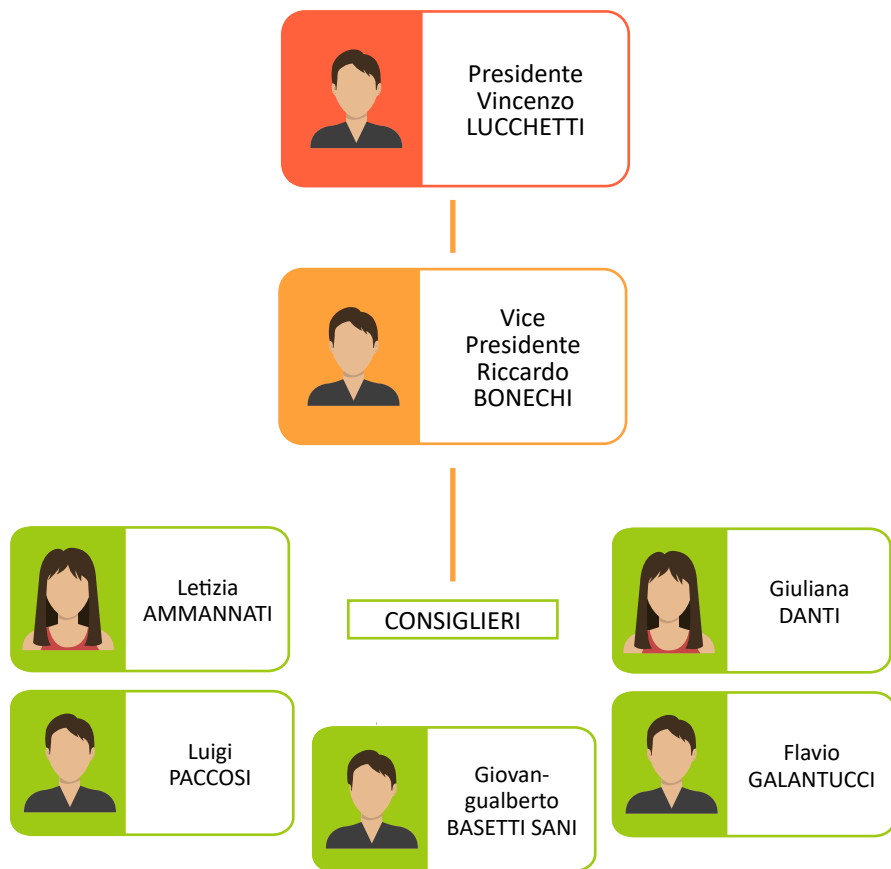 Presidente
Vincenzo
LUCCHETTI
Vice
Presidente
Riccardo
BONECHI
Letizia
AMMANNATI
CONSIGLIERI
Giuliana
DANTI
Luigi
PACCOSI
Giovan-
gualberto
BASETTI SANI
Flavio
GALANTUCCI